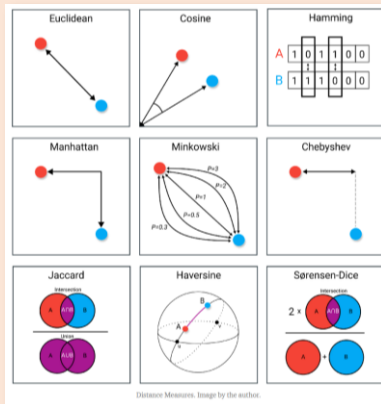 Euclidean
Cosine
Hamming
A 1 0 1 1 0 0
B 1 1 1 0 0 0
Manhattan
Minkowski
P=3
P=2
P=1
P=0.5
P=0.3
Chebyshev
Jaccard
Intersection
A A∩B B
Union
A A∪B B
Haversine
B
A
Sørensen-Dice
Intersection
2 x A A∩B B
A + B
Distance Measures. Image by the author.